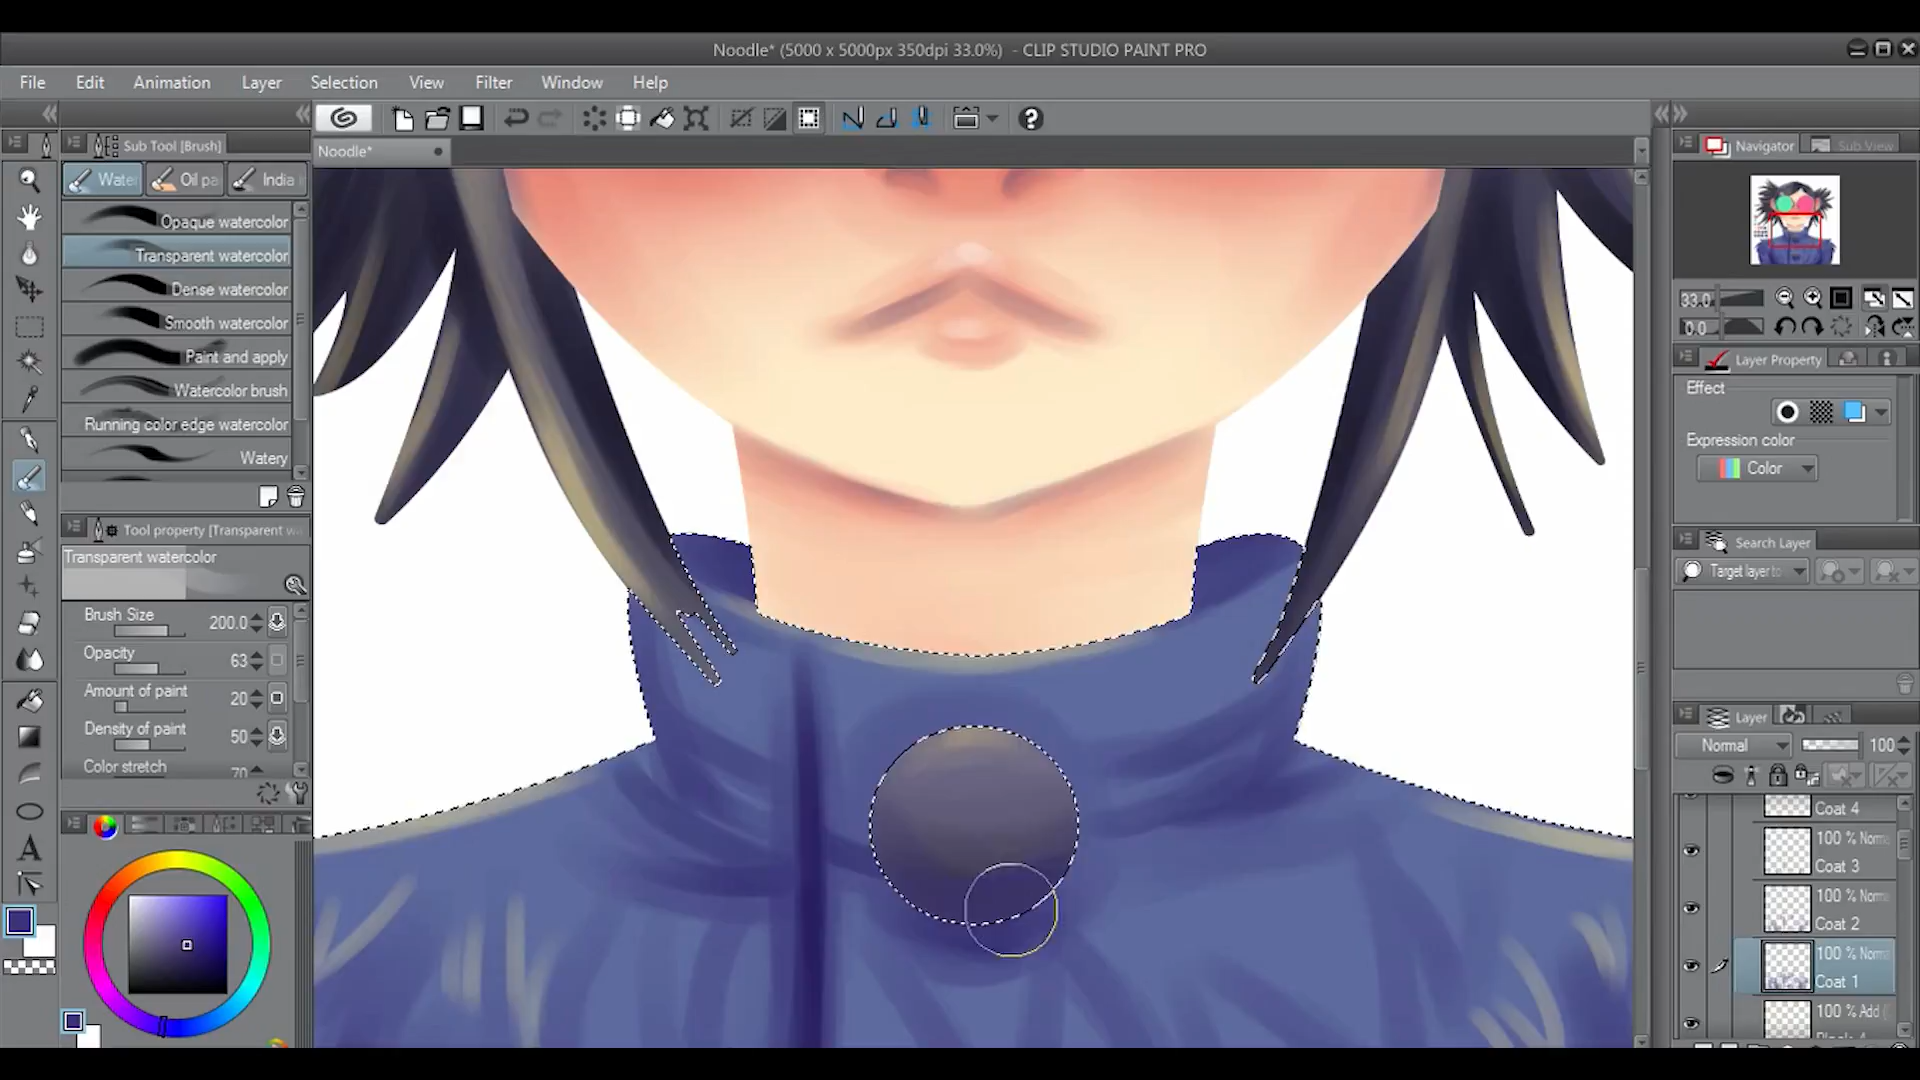 Noodle* (5000 x 5000px 350dpi 33.0%) - CLIP STUDIO PAINT PRO
File Edit Animation Layer Selection View Filter Window Help
Sub Tool [Brush]
Noodle*
Navigator
Sub View
Wate
Oil pa
India i
Opaque watercolor
Transparent watercolor
Dense watercolor
Smooth watercolor
Paint and apply
Watercolor brush
Running color edge watercolor
Watery
Tool property [Transparent wa
Transparent watercolor
Brush Size 200.0
Opacity 63
Amount of paint 20
Density of paint 50
Color stretch 70
A
33.0
0.0
Layer Property
Effect
Expression color
Color
Search Layer
Target layer to
Layer
Normal 100
Coat 4
100 % Norma
Coat 3
100 % Norma
Coat 2
100 % Norma
Coat 1
100 % Add (